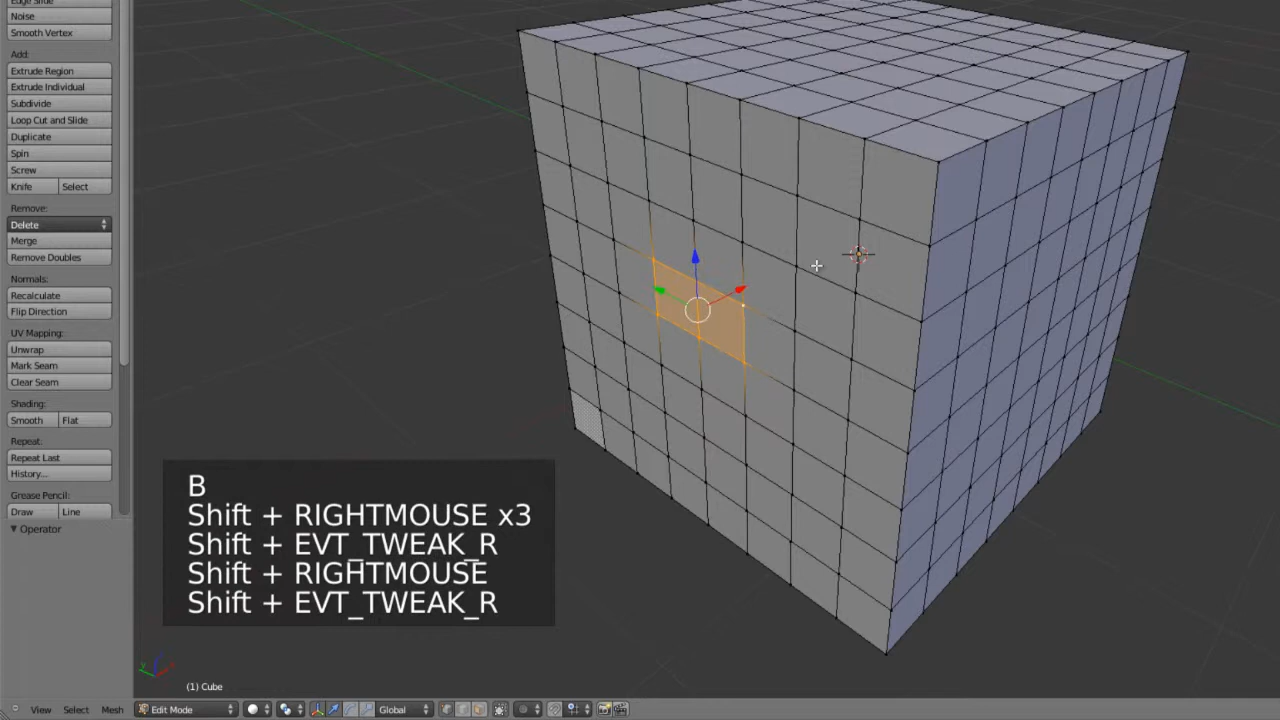 Edge Slide
Noise
Smooth Vertex
Add:
Extrude Region
Extrude Individual
Subdivide
Loop Cut and Slide
Duplicate
Spin
Screw
Knife Select
Remove:
Delete
Merge
Remove Doubles
Normals:
Recalculate
Flip Direction
UV Mapping:
Unwrap
Mark Seam
Clear Seam
Shading:
Smooth Flat
Repeat:
Repeat Last
History...
Grease Pencil:
Draw Line
Operator
B
Shift + RIGHTMOUSE x3
Shift + EVT_TWEAK_R
Shift + RIGHTMOUSE
Shift + EVT_TWEAK_R
(1) Cube
View Select Mesh Edit Mode Global